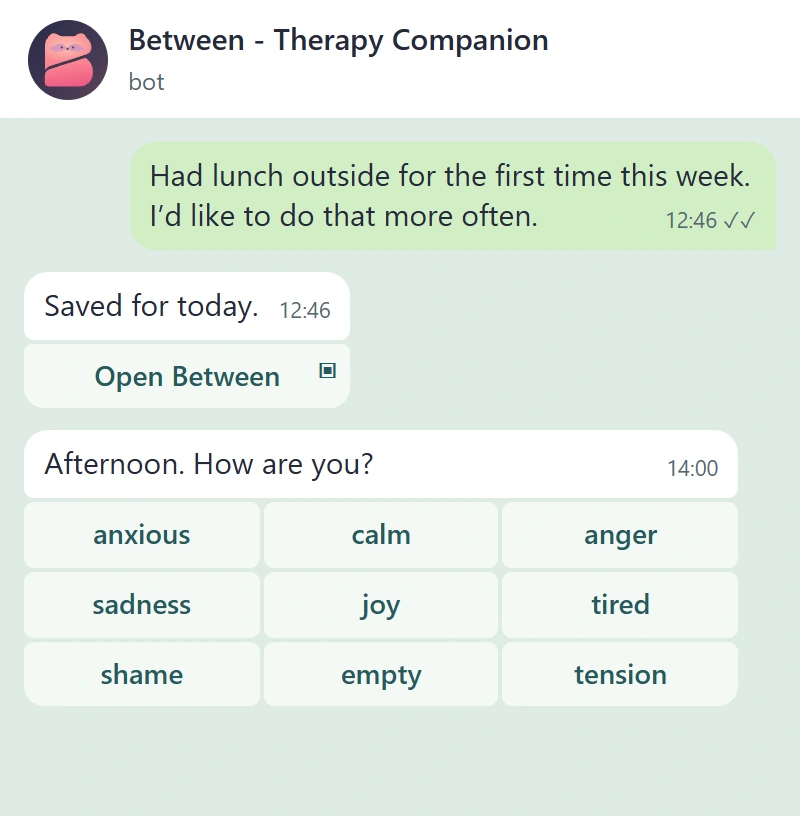 Between - Therapy Companion
bot
Had lunch outside for the first time this week.
I’d like to do that more often. 12:46
Saved for today. 12:46
Open Between
Afternoon. How are you? 14:00
anxious calm anger
sadness joy tired
shame empty tension